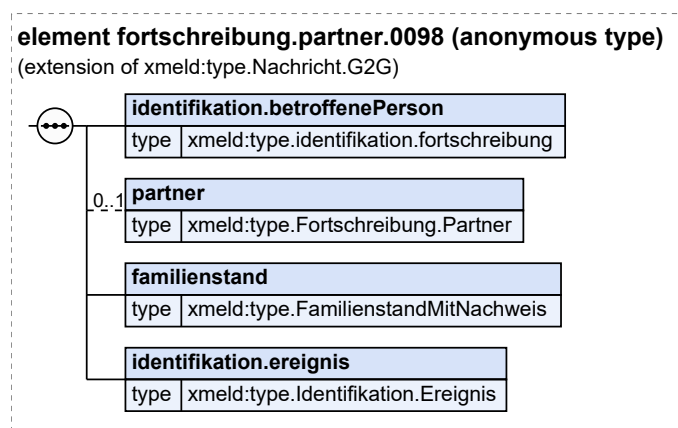 element fortschreibung.partner.0098 (anonymous type)
(extension of xmeld:type.Nachricht.G2G)
identifikation.betroffenePerson
type xmeld:type.identifikation.fortschreibung
0..1 partner
type xmeld:type.Fortschreibung.Partner
familienstand
type xmeld:type.FamilienstandMitNachweis
identifikation.ereignis
type xmeld:type.Identifikation.Ereignis